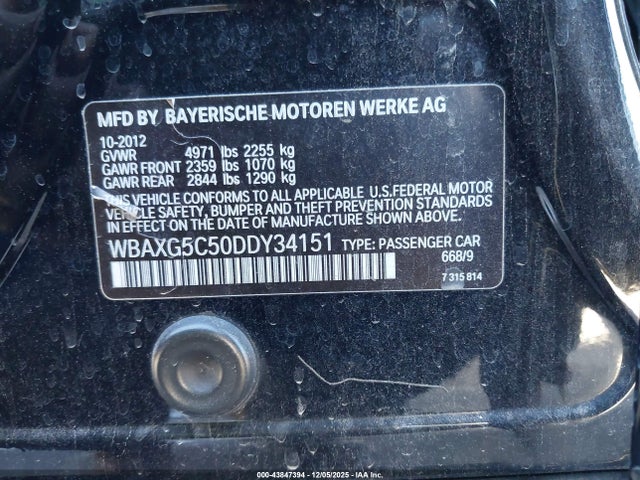 MFD BY BAYERISCHE MOTOREN WERKE AG
10-2012
GVWR 4971 lbs 2255 kg
GAWR FRONT 2359 lbs 1070 kg
GAWR REAR 2844 lbs 1290 kg
THIS VEHICLE CONFORMS TO ALL APPLICABLE U.S.FEDERAL MOTOR
VEHICLE SAFETY, BUMPER AND THEFT PREVENTION STANDARDS
IN EFFECT ON THE DATE OF MANUFACTURE SHOWN ABOVE.
WBAXG5C50DDY34151 TYPE: PASSENGER CAR
668/9
7 315 814
000-43847394 - 12/05/2025 - IAA Inc.